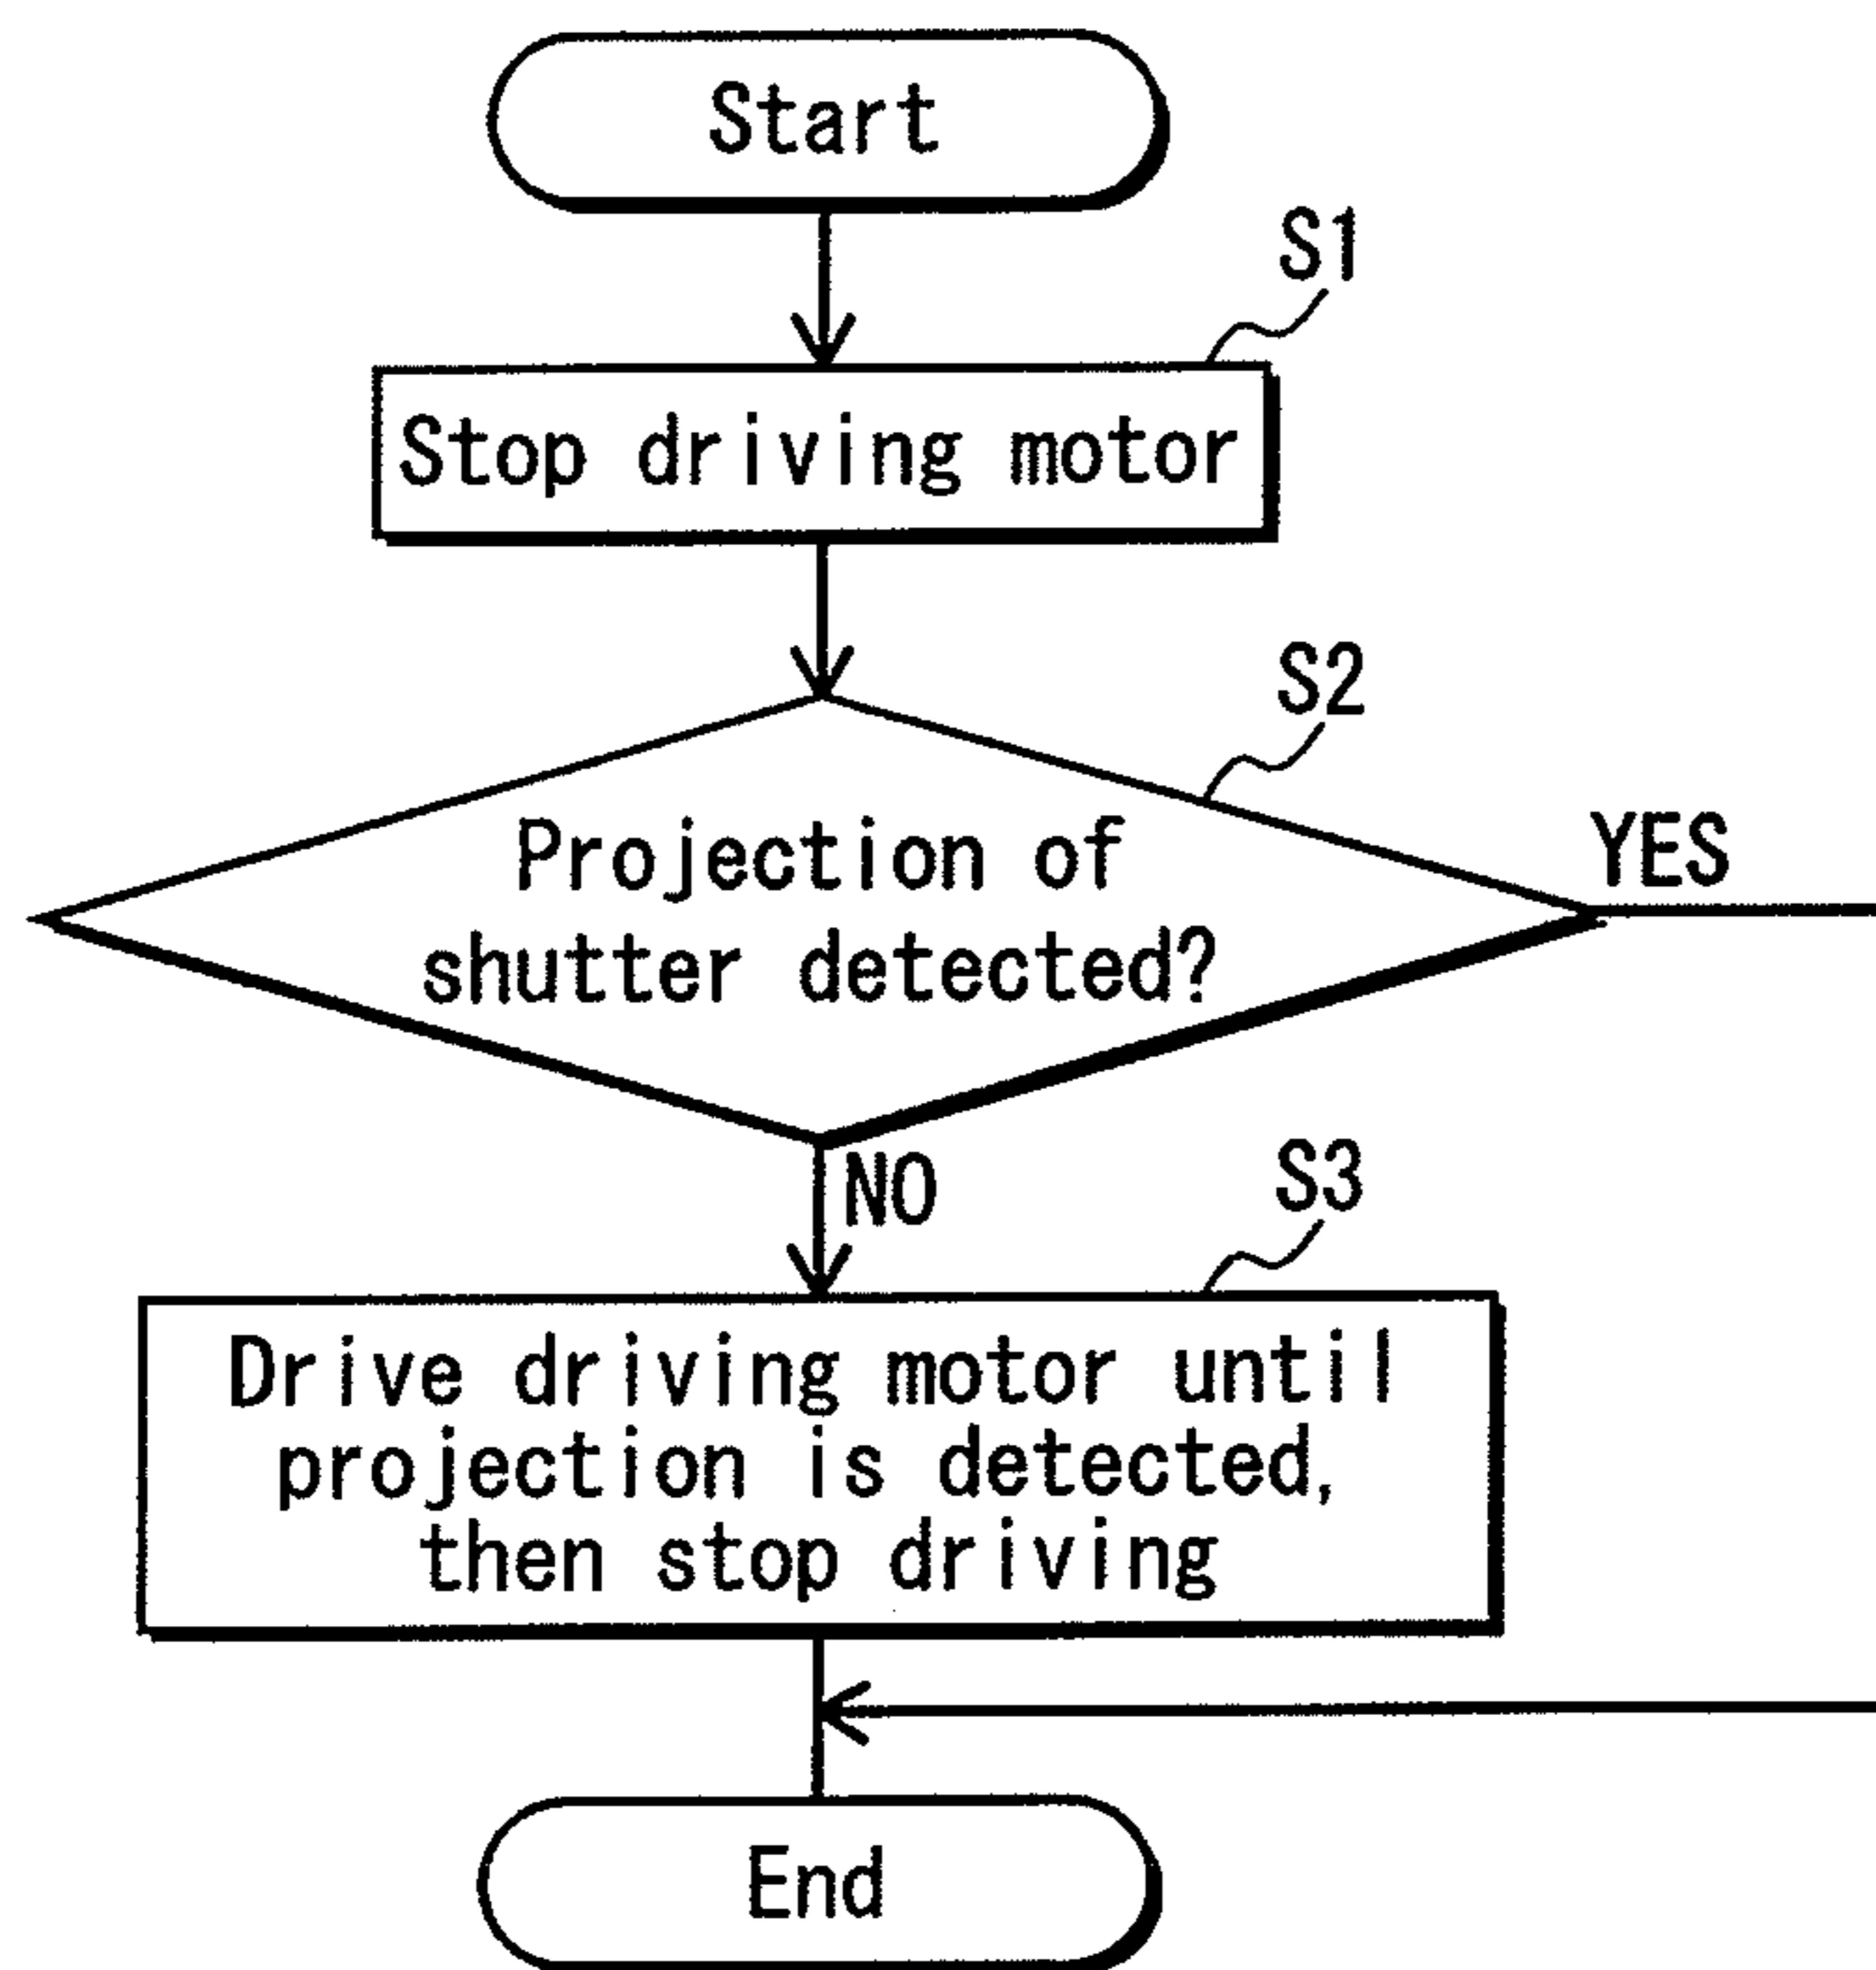 Start
S1
Stop driving motor
S2
Projection of
shutter detected?
YES
NO
S3
Drive driving motor until
projection is detected,
then stop driving
End